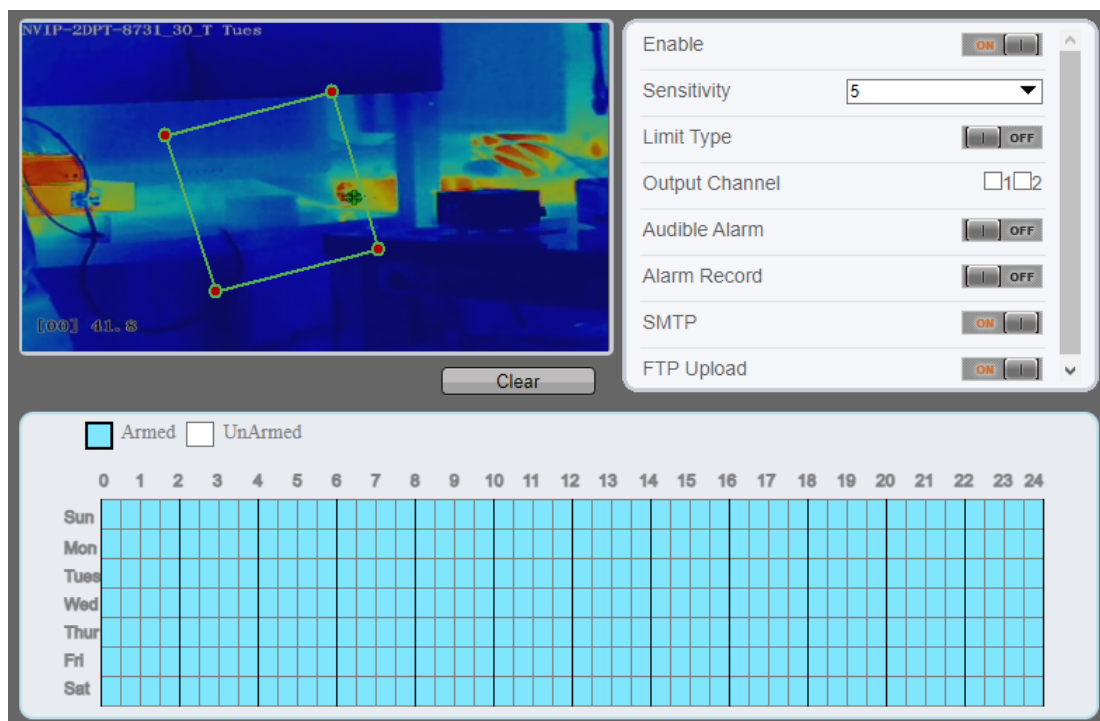 NVIP-2DPT-8731_30_T Tues
[00] 41.8
Clear
Enable ON
Sensitivity 5
Limit Type OFF
Output Channel 1 2
Audible Alarm OFF
Alarm Record OFF
SMTP ON
FTP Upload ON
Armed UnArmed
0 1 2 3 4 5 6 7 8 9 10 11 12 13 14 15 16 17 18 19 20 21 22 23 24
Sun
Mon
Tues
Wed
Thur
Fri
Sat